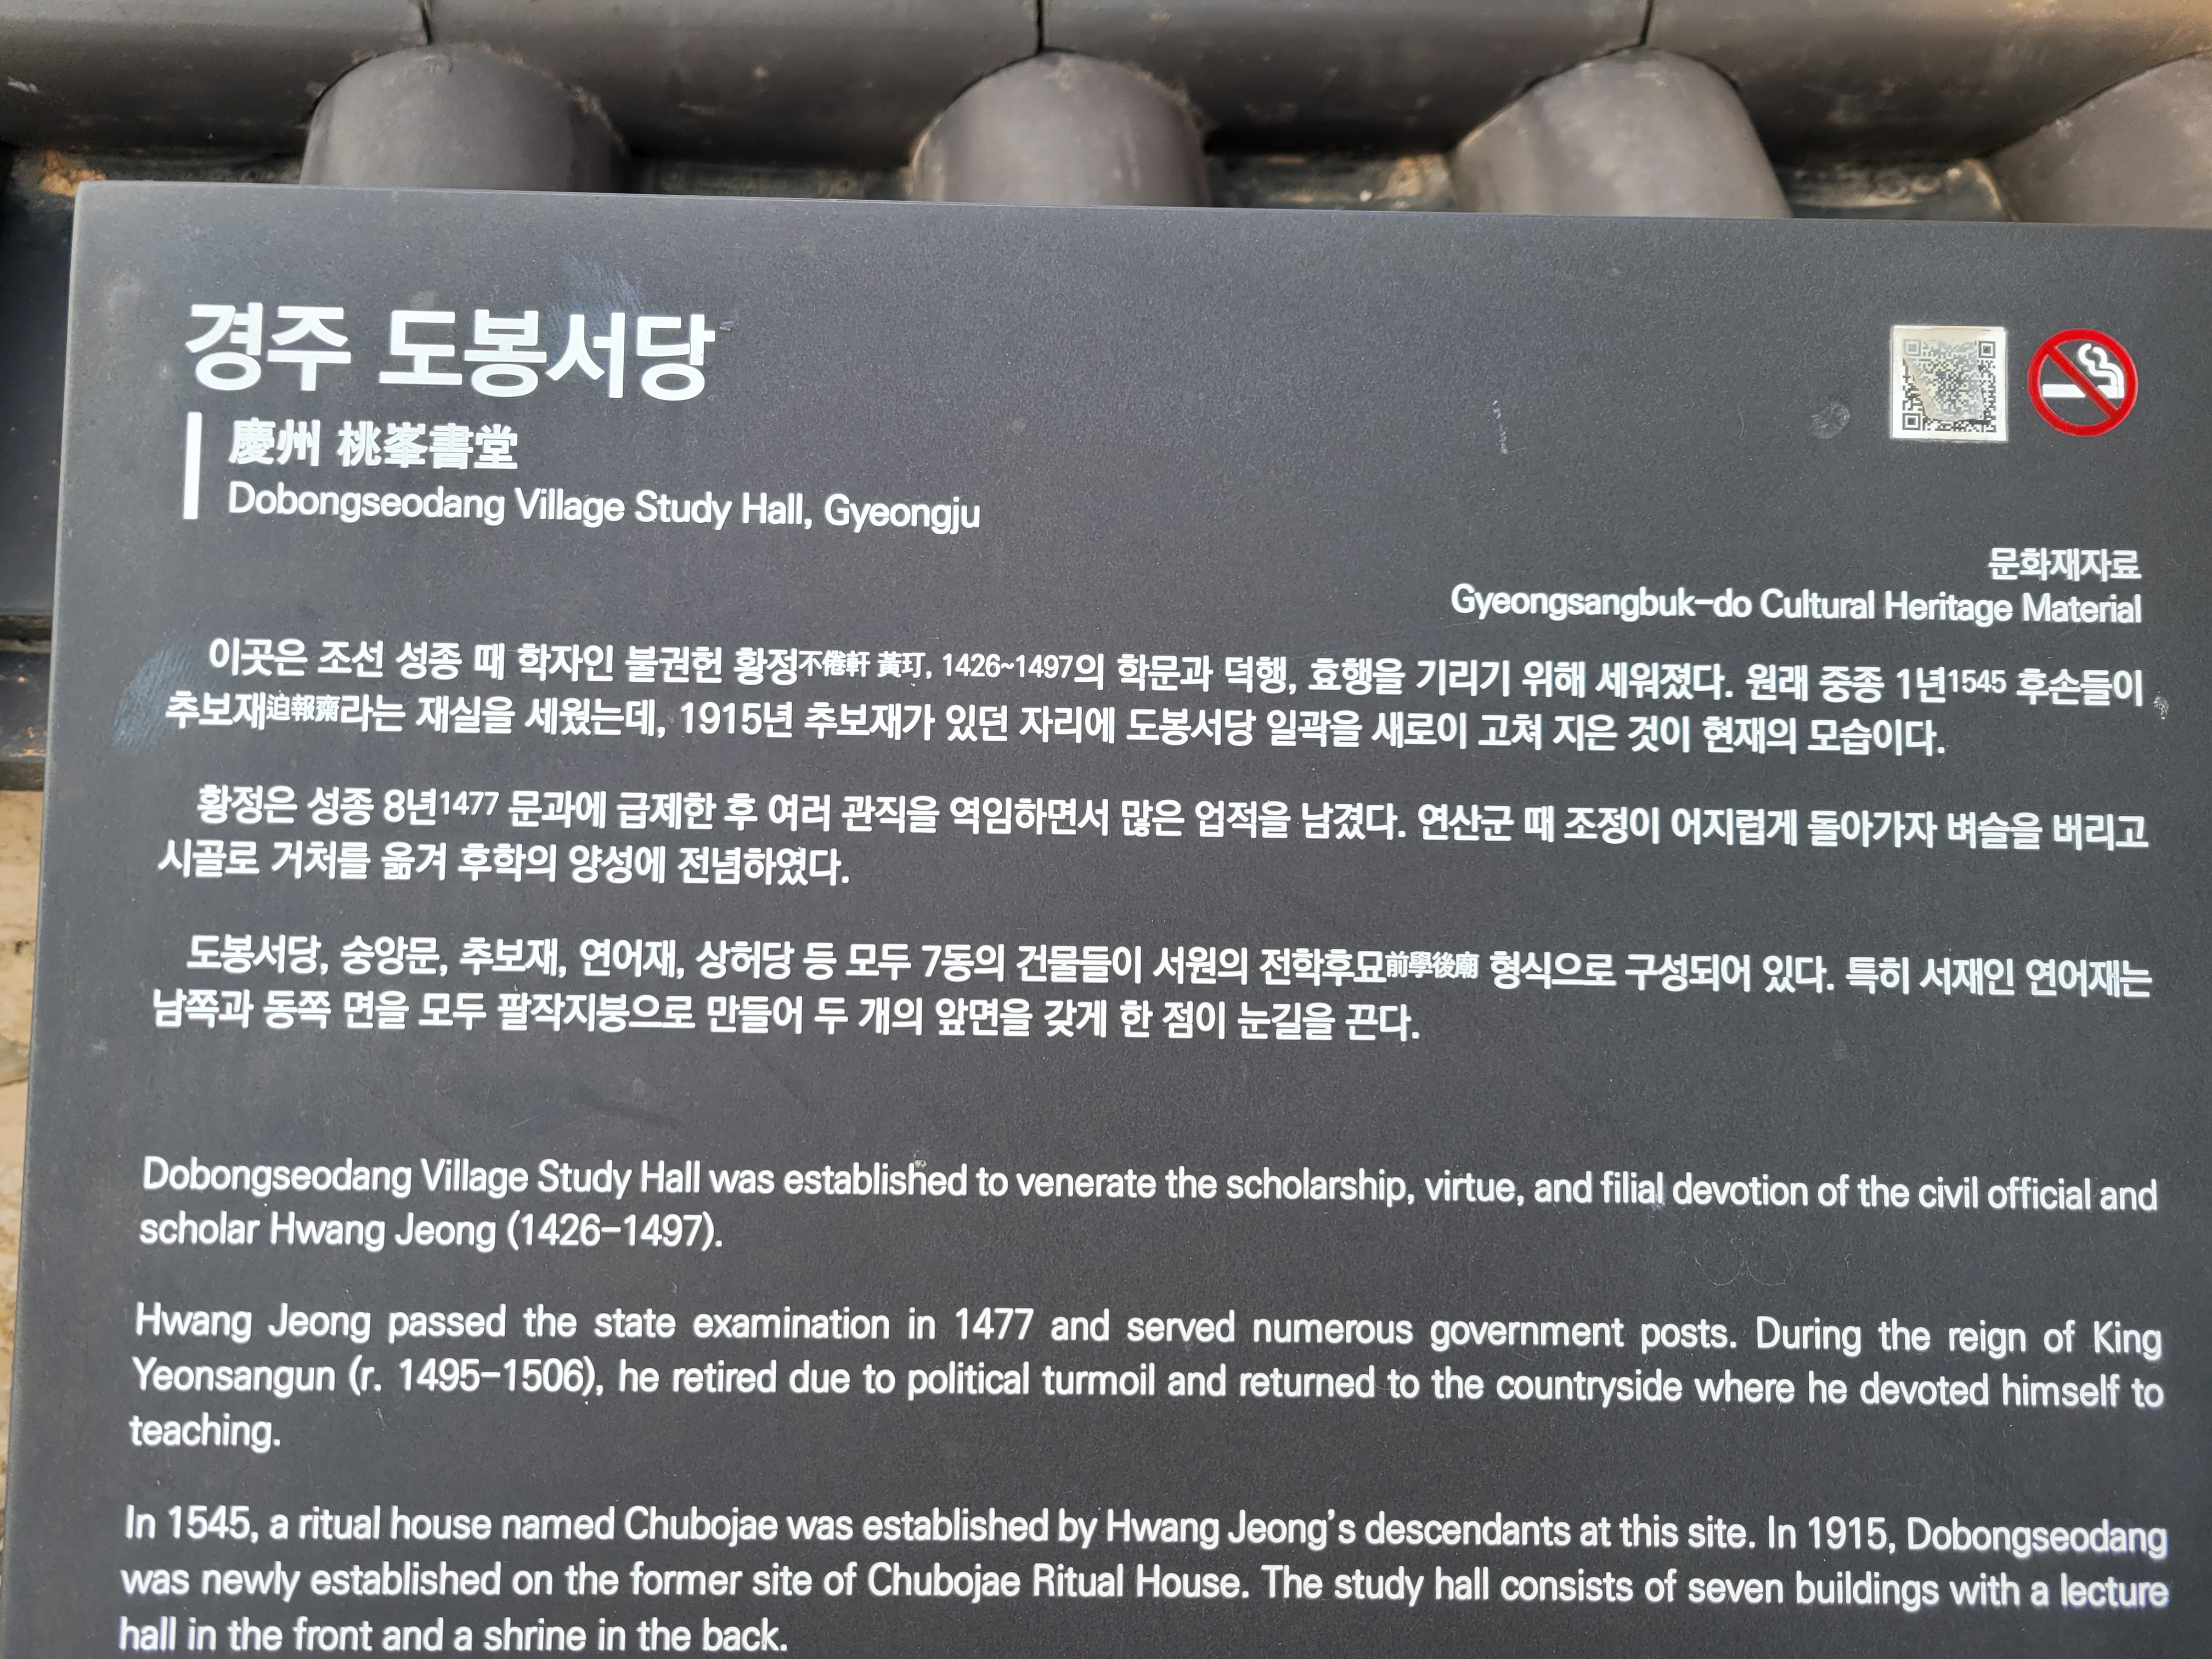 경주 도봉서당
慶州 桃峯書堂
Dobongseodang Village Study Hall, Gyeongju
문화재자료
Gyeongsangbuk-do Cultural Heritage Material
이곳은 조선 성종 때 학자인 불권헌 황정不倦軒 黃玎, 1426~1497의 학문과 덕행, 효행을 기리기 위해 세워졌다. 원래 중종 1년1545 후손들이
추보재追報齋라는 재실을 세웠는데, 1915년 추보재가 있던 자리에 도봉서당 일곽을 새로이 고쳐 지은 것이 현재의 모습이다.
황정은 성종 8년1477 문과에 급제한 후 여러 관직을 역임하면서 많은 업적을 남겼다. 연산군 때 조정이 어지럽게 돌아가자 벼슬을 버리고
시골로 거처를 옮겨 후학의 양성에 전념하였다.
도봉서당, 숭앙문, 추보재, 연어재, 상허당 등 모두 7동의 건물들이 서원의 전학후묘前學後廟 형식으로 구성되어 있다. 특히 서재인 연어재는
남쪽과 동쪽 면을 모두 팔작지붕으로 만들어 두 개의 앞면을 갖게 한 점이 눈길을 끈다.
Dobongseodang Village Study Hall was established to venerate the scholarship, virtue, and filial devotion of the civil official and
scholar Hwang Jeong (1426-1497).
Hwang Jeong passed the state examination in 1477 and served numerous government posts. During the reign of King
Yeonsangun (r. 1495-1506), he retired due to political turmoil and returned to the countryside where he devoted himself to
teaching.
In 1545, a ritual house named Chubojae was established by Hwang Jeong's descendants at this site. In 1915, Dobongseodang
was newly established on the former site of Chubojae Ritual House. The study hall consists of seven buildings with a lecture
hall in the front and a shrine in the back.